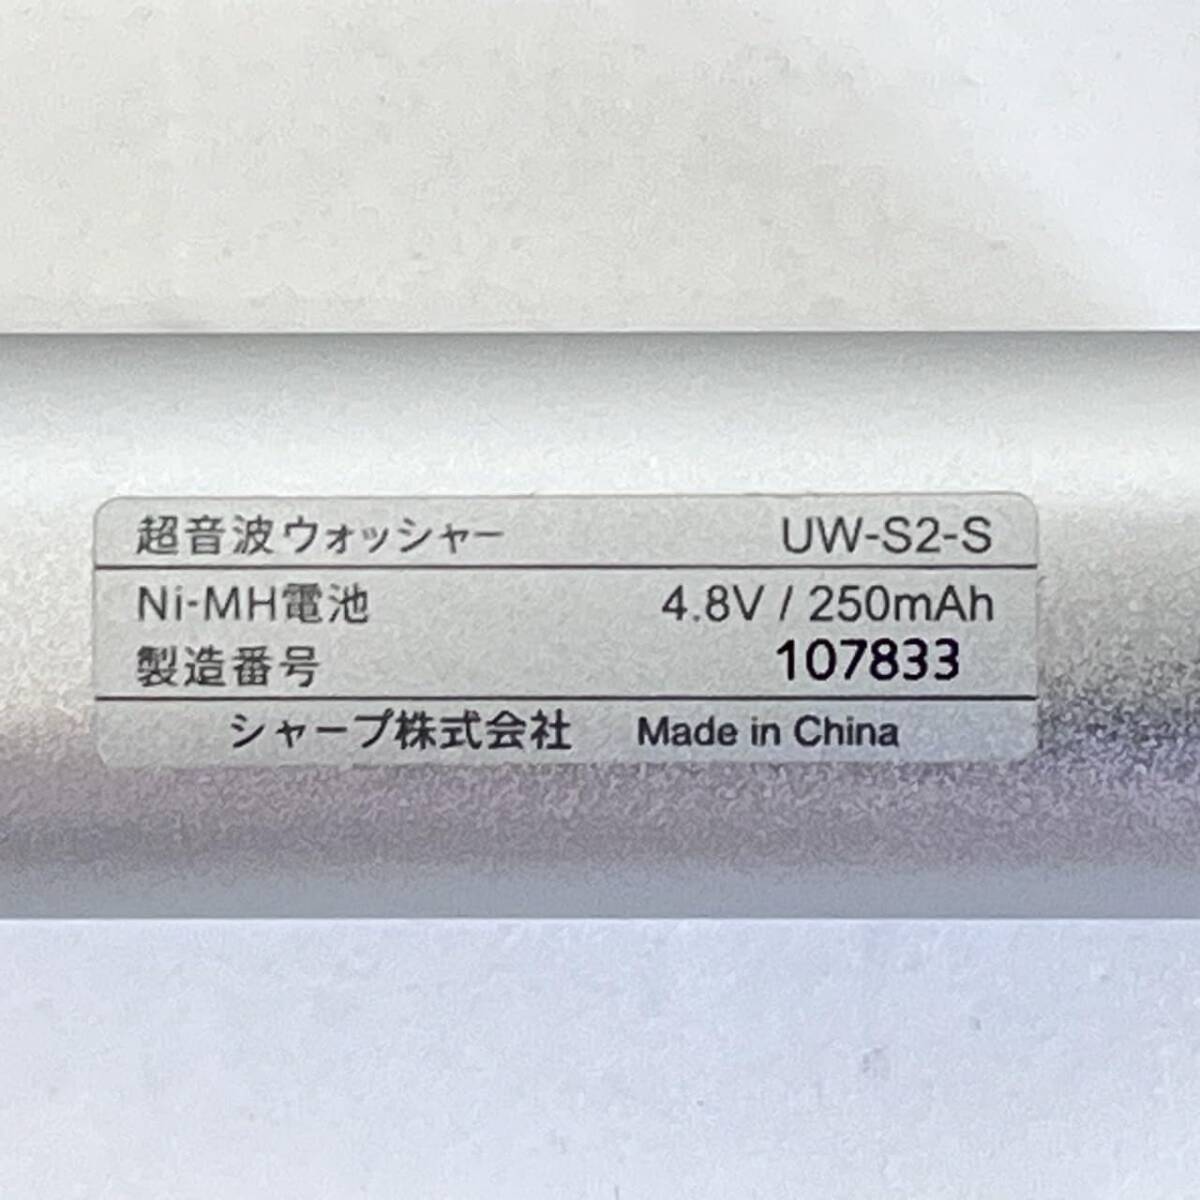 超音波ウォッシャー UW-S2-S
Ni-MH電池 4.8V / 250mAh
製造番号 107833
シャープ株式会社 Made in China